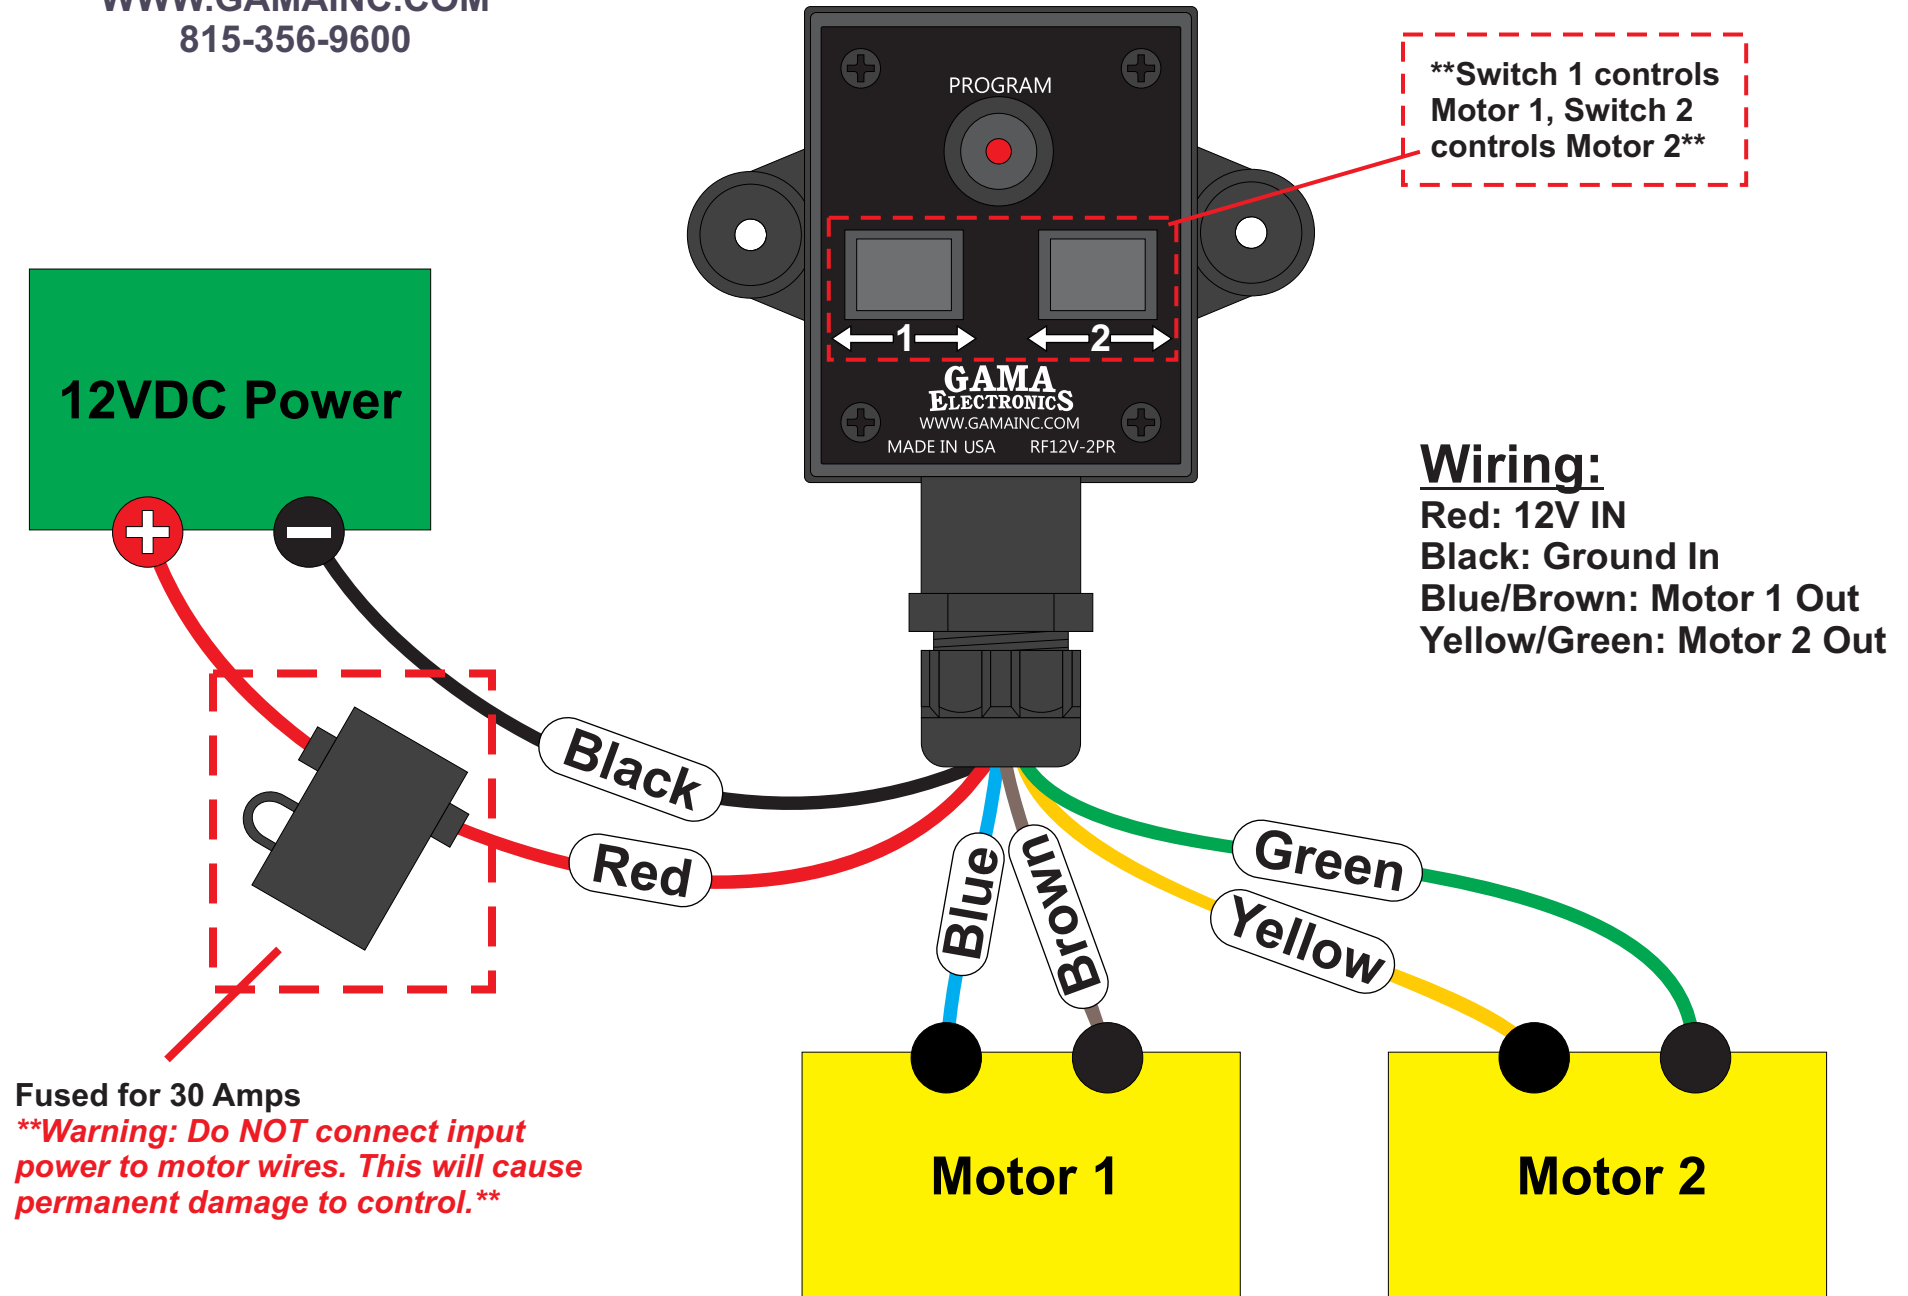 WWW.GAMAINC.COM
815-356-9600
PROGRAM
**Switch 1 controls
Motor 1, Switch 2
controls Motor 2**
1
2
GAMA
ELECTRONICS
WWW.GAMAINC.COM
MADE IN USA RF12V-2PR
12VDC Power
Wiring:
Red: 12V IN
Black: Ground In
Blue/Brown: Motor 1 Out
Yellow/Green: Motor 2 Out
Black
Red
Blue
Brown
Green
Yellow
Fused for 30 Amps
**Warning: Do NOT connect input
power to motor wires. This will cause
permanent damage to control.**
Motor 1
Motor 2